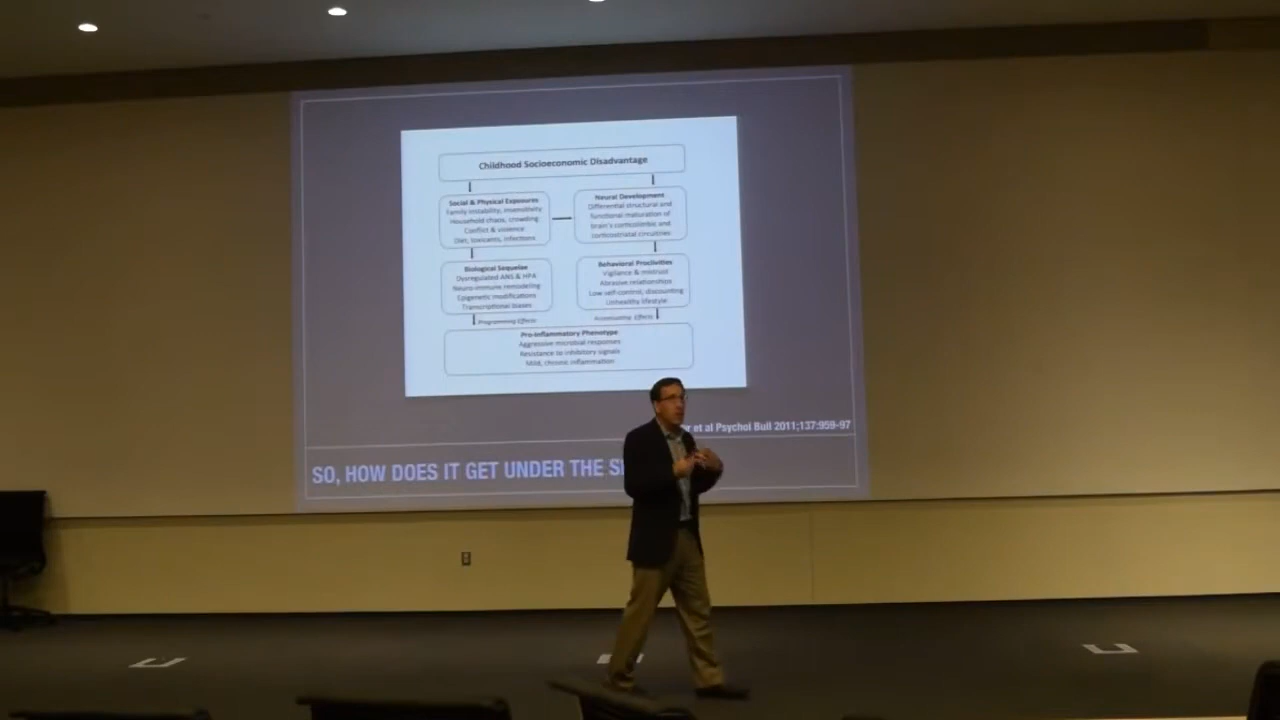 Childhood Socioeconomic Disadvantage
Social & Physical Exposures
Family instability, insensitivity
Household chaos, crowding
Conflict & violence
Diet, toxicants, infections
Neural Development
Differential structural and
functional maturation of
brain's corticolimbic and
corticostriatal circuitries
Biological Sequelae
Dysregulated ANS & HPA
Neuro-immune remodeling
Epigenetic modifications
Transcriptional biases
Behavioral Proclivities
Vigilance & mistrust
Abrasive relationships
Low self-control, discounting
Unhealthy lifestyle
Programming Effects
Accentuating Effects
Pro-Inflammatory Phenotype
Aggressive microbial responses
Resistance to inhibitory signals
Mild, chronic inflammation
et al Psychol Bull 2011;137:959-97
SO, HOW DOES IT GET UNDER THE